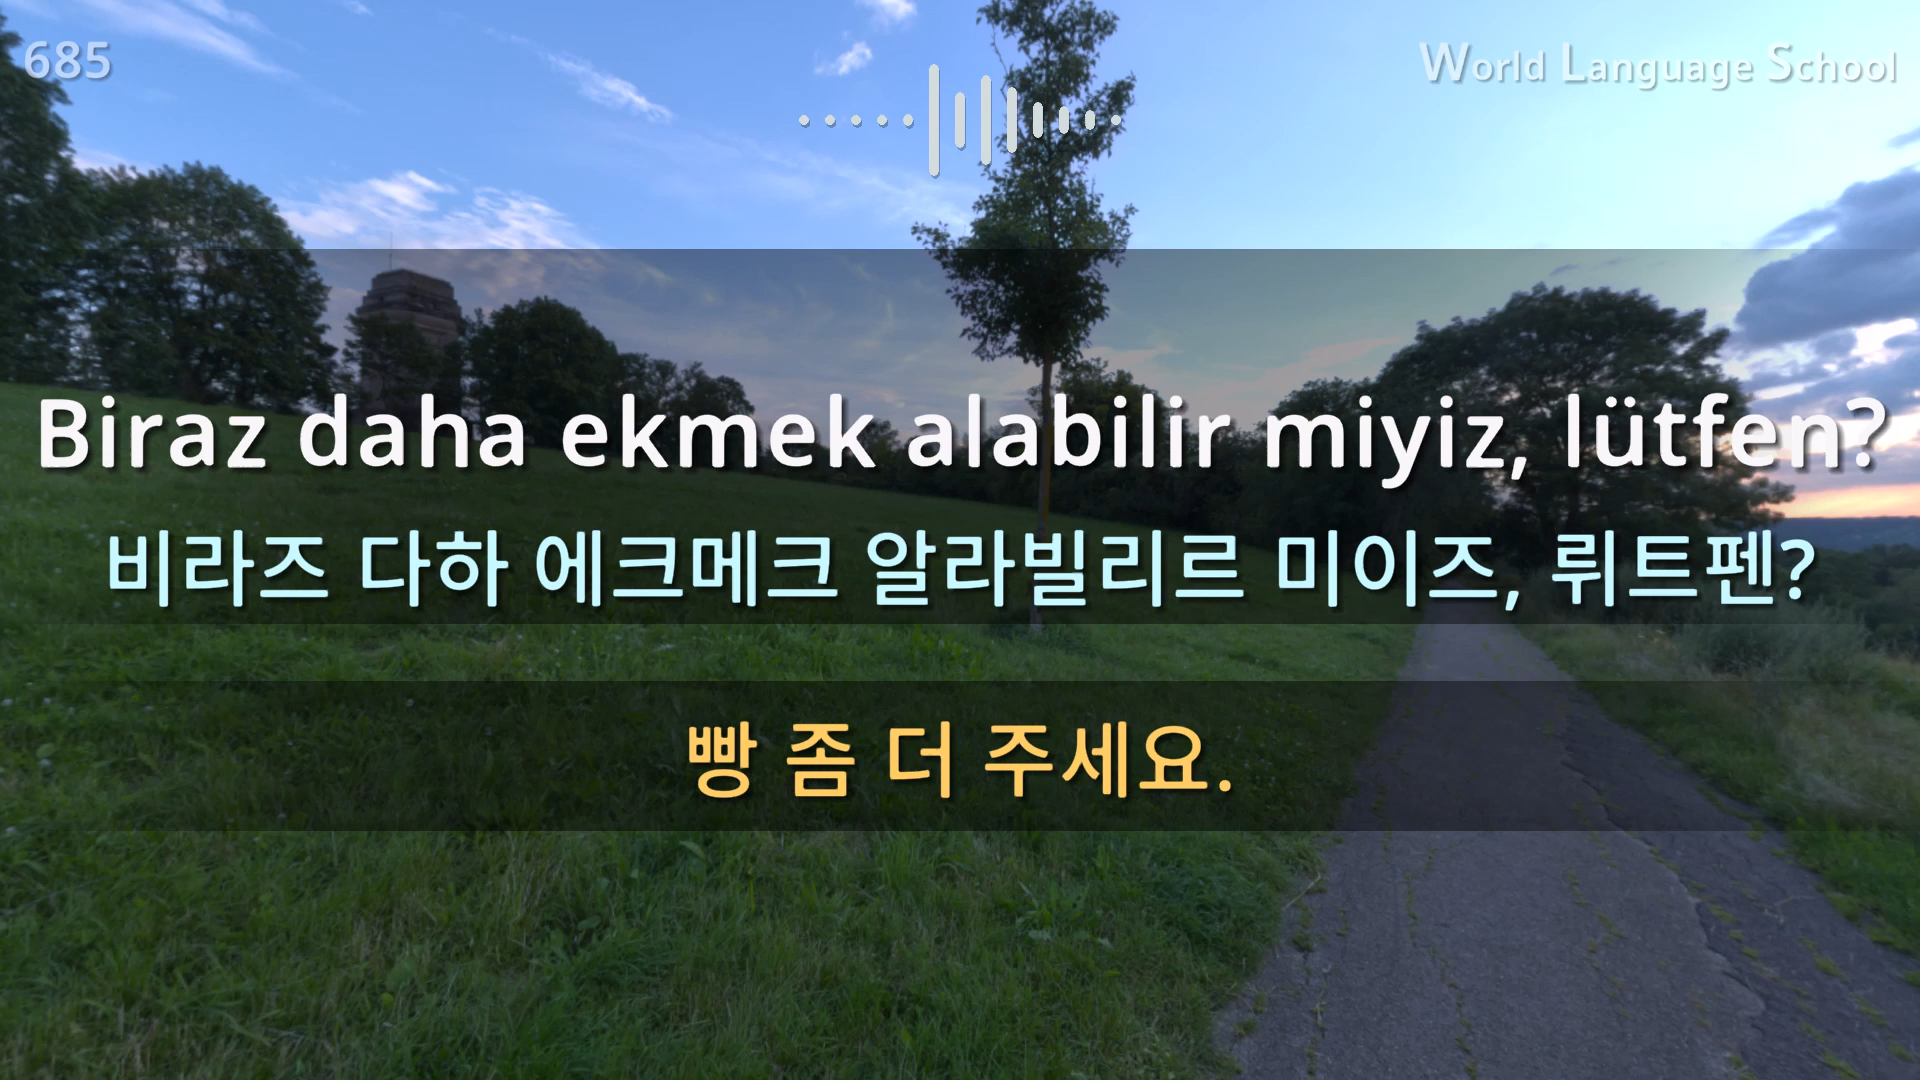 685
World Language School
Biraz daha ekmek alabilir miyiz, lütfen?
비라즈 다하 에크메크 알라빌리르 미이즈, 뤼트펜?
빵 좀 더 주세요.